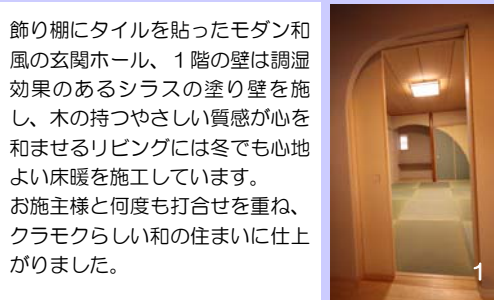 飾り棚にタイルを貼ったモダン和
風の玄関ホール、１階の壁は調湿
効果のあるシラスの塗り壁を施
し、木の持つやさしい質感が心を
和ませるリビングには冬でも心地
よい床暖を施工しています。
お施主様と何度も打合せを重ね、
クラモクらしい和の住まいに仕上
がりました。
1